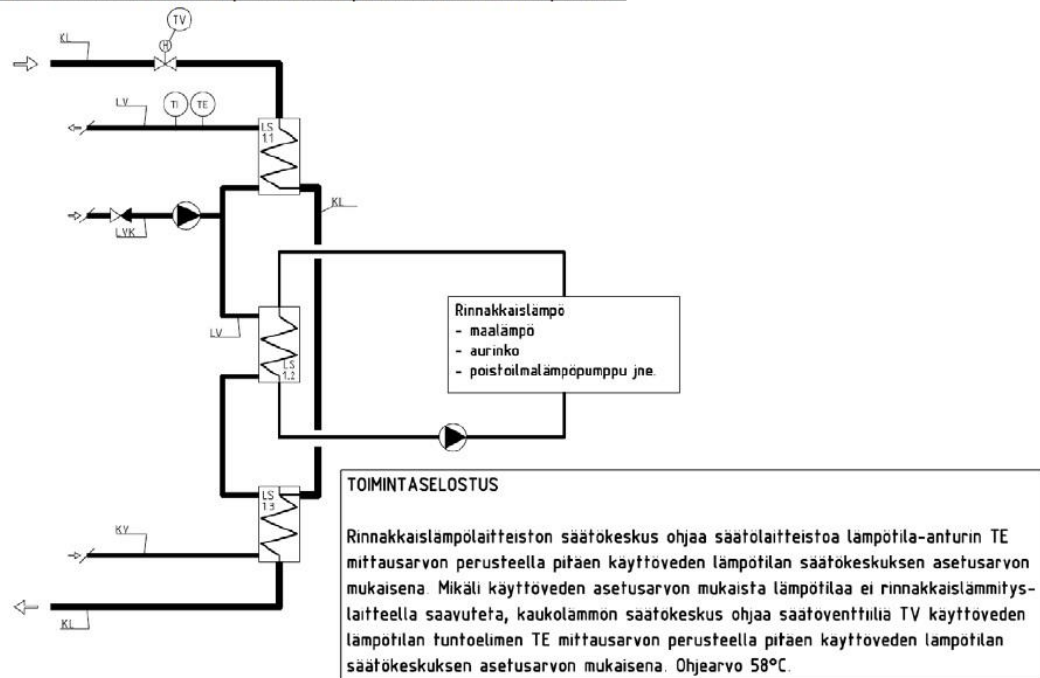 TV
M
KL
LV
TI
TE
LS
1.1
KL
LVK
LV
LS
1.2
Rinnakkaislämpö
- maalämpö
- aurinko
- poistoilmalämpöpumppu jne.
LS
1.3
KV
KL
TOIMINTASELOSTUS
Rinnakkaislämpölaitteiston säätökeskus ohjaa säätölaitteistoa lämpötila-anturin TE
mittausarvon perusteella pitäen käyttöveden lämpötilan säätökeskuksen asetusarvon
mukaisena. Mikäli käyttöveden asetusarvon mukaista lämpötilaa ei rinnakkaislämmitys-
laitteella saavuteta, kaukolämmön säätökeskus ohjaa säätöventtiiliä TV käyttöveden
lämpötilan tuntoelimen TE mittausarvon perusteella pitäen käyttöveden lämpötilan
säätökeskuksen asetusarvon mukaisena. Ohjearvo 58°C.